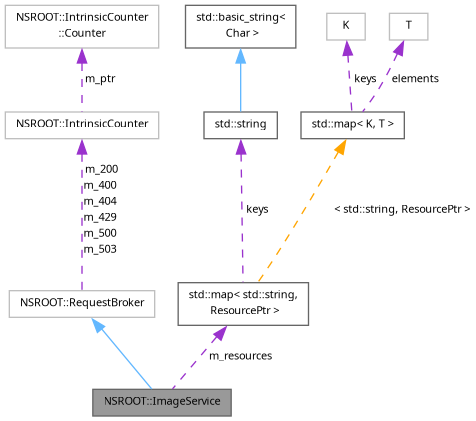 NSROOT::IntrinsicCounter
::Counter
std::basic_string<
Char >
K
T
m_ptr
keys
elements
NSROOT::IntrinsicCounter
std::string
std::map< K, T >
m_200
m_400
m_404
m_429
m_500
m_503
keys
< std::string, ResourcePtr >
NSROOT::RequestBroker
std::map< std::string,
ResourcePtr >
m_resources
NSROOT::ImageService